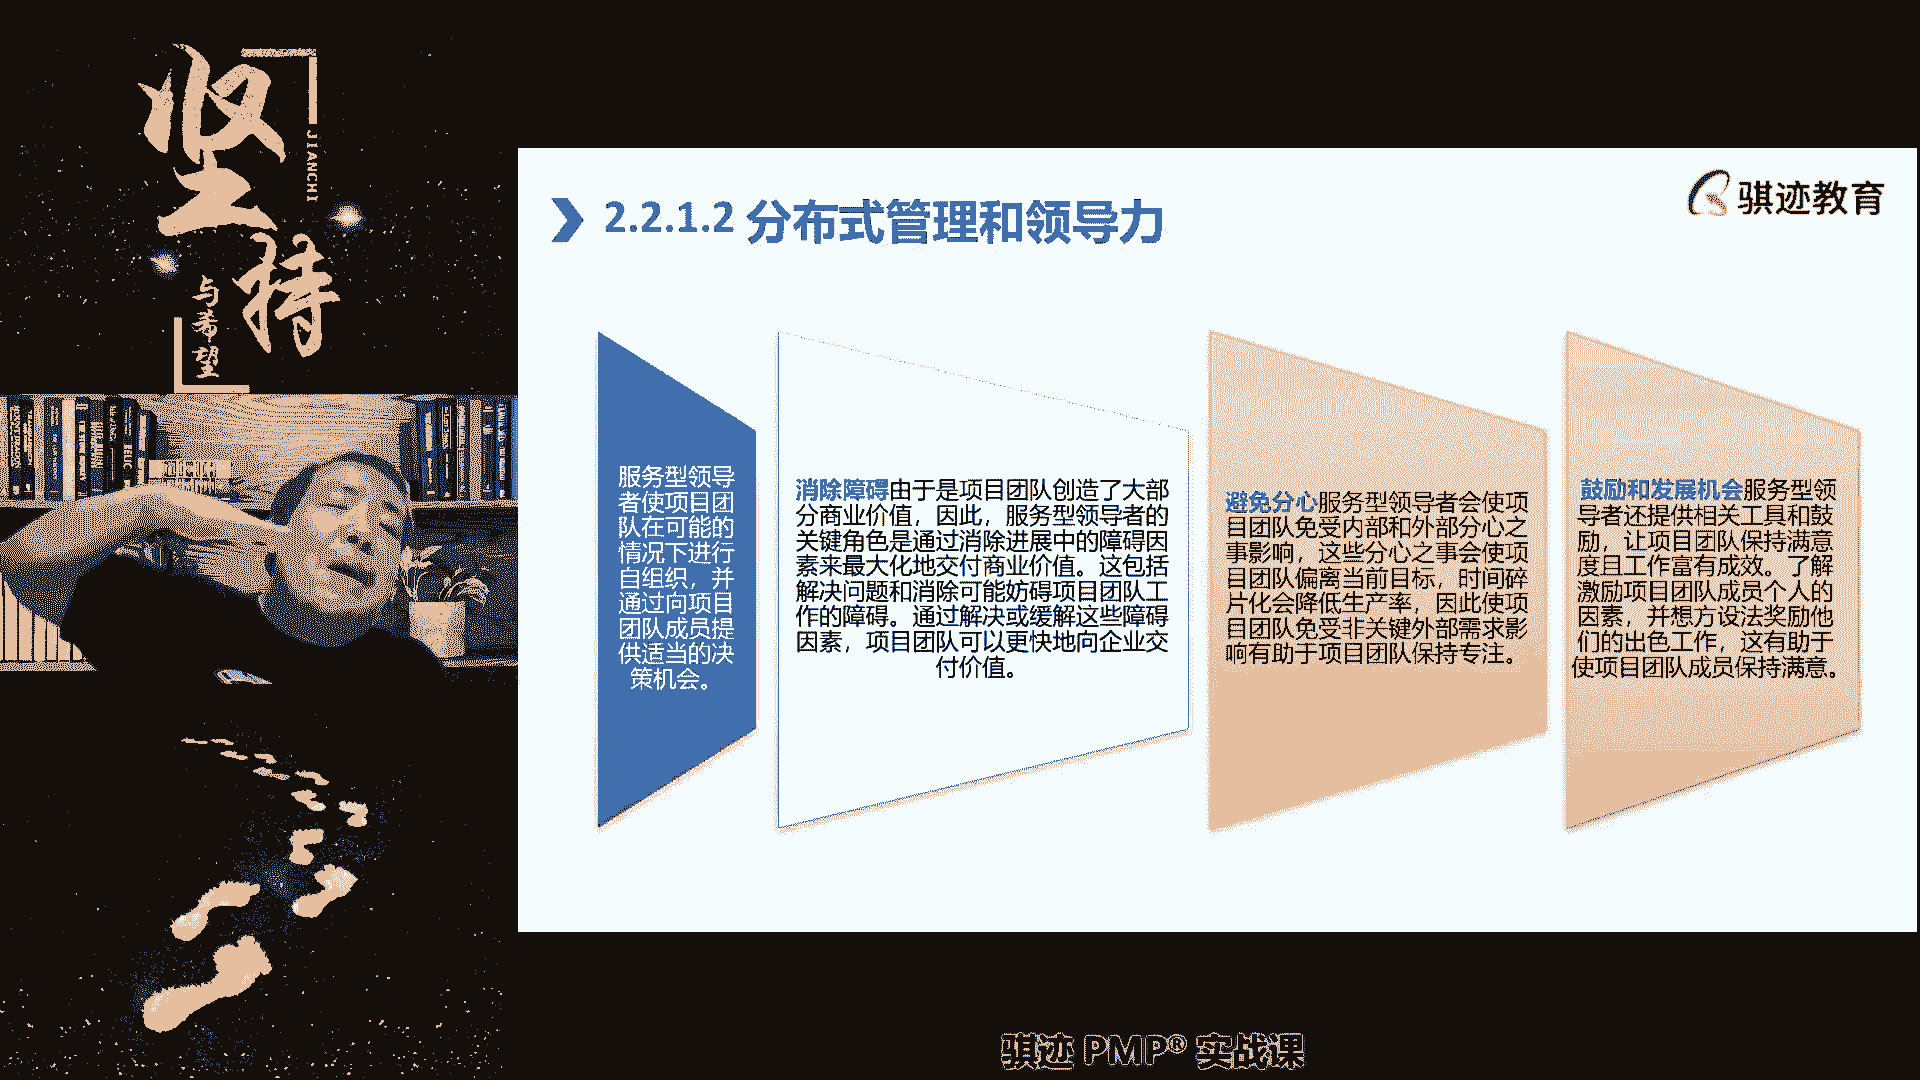 坚持
JIANCHI
与希望
骐迹教育
2.2.1.2 分布式管理和领导力
服务型领导
者使项目团
队在可能的
情况下进行
自组织，并
通过向项目
团队成员提
供适当的决
策机会。
消除障碍由于是项目团队创造了大部
分商业价值，因此，服务型领导者的
关键角色是通过消除进展中的障碍因
素来最大化地交付商业价值。这包括
解决问题和消除可能妨碍项目团队工
作的障碍。通过解决或缓解这些障碍
因素，项目团队可以更快地向企业交
付价值。
避免分心服务型领导者会使项
目团队免受内部和外部分心之
事影响，这些分心之事会使项
目团队偏离当前目标，时间碎
片化会降低生产率，因此使项
目团队免受非关键外部需求影
响有助于项目团队保持专注。
鼓励和发展机会服务型领
导者还提供相关工具和鼓
励，让项目团队保持满意
度且工作富有成效。了解
激励项目团队成员个人的
因素，并想方设法奖励他
们的出色工作，这有助于
使项目团队成员保持满意。
骐迹 PMP® 实战课